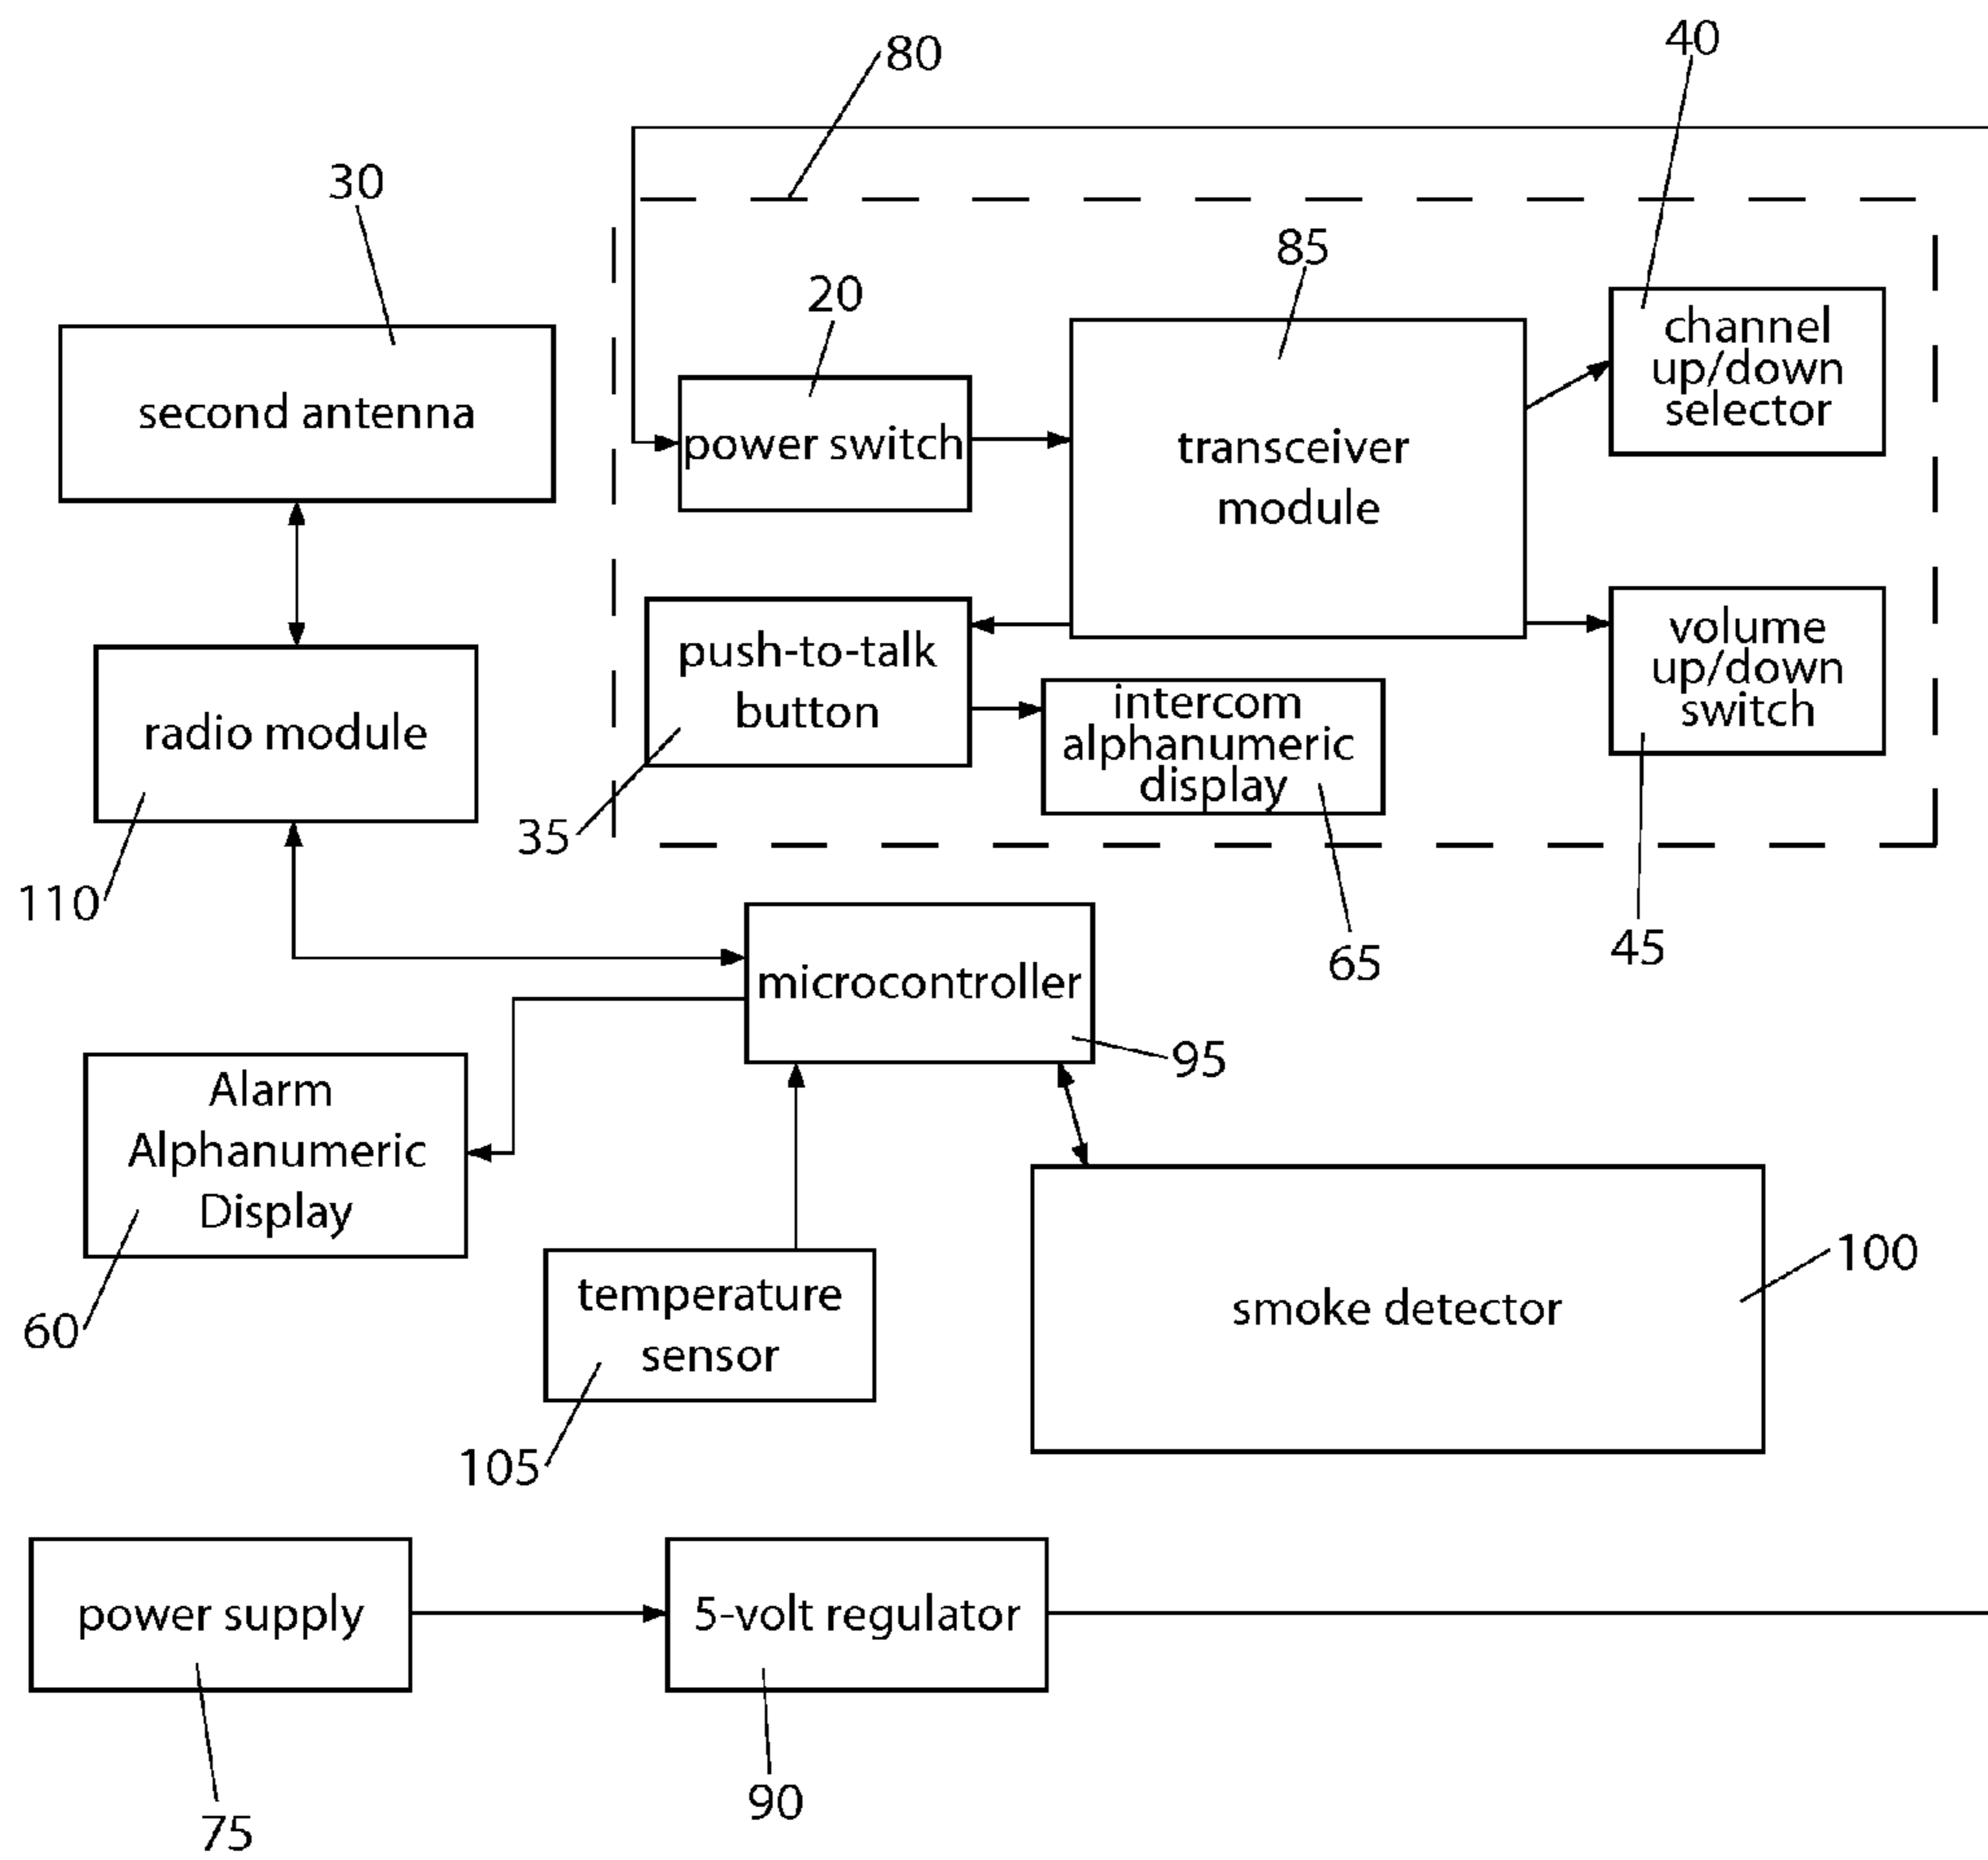 80
40
30
85
20
channel
up/down
selector
second antenna
power switch
transceiver
module
push-to-talk
button
intercom
alphanumeric
display
volume
up/down
switch
radio module
35
110
45
65
microcontroller
95
Alarm
Alphanumeric
Display
100
temperature
sensor
smoke detector
60
105
power supply
5-volt regulator
90
75